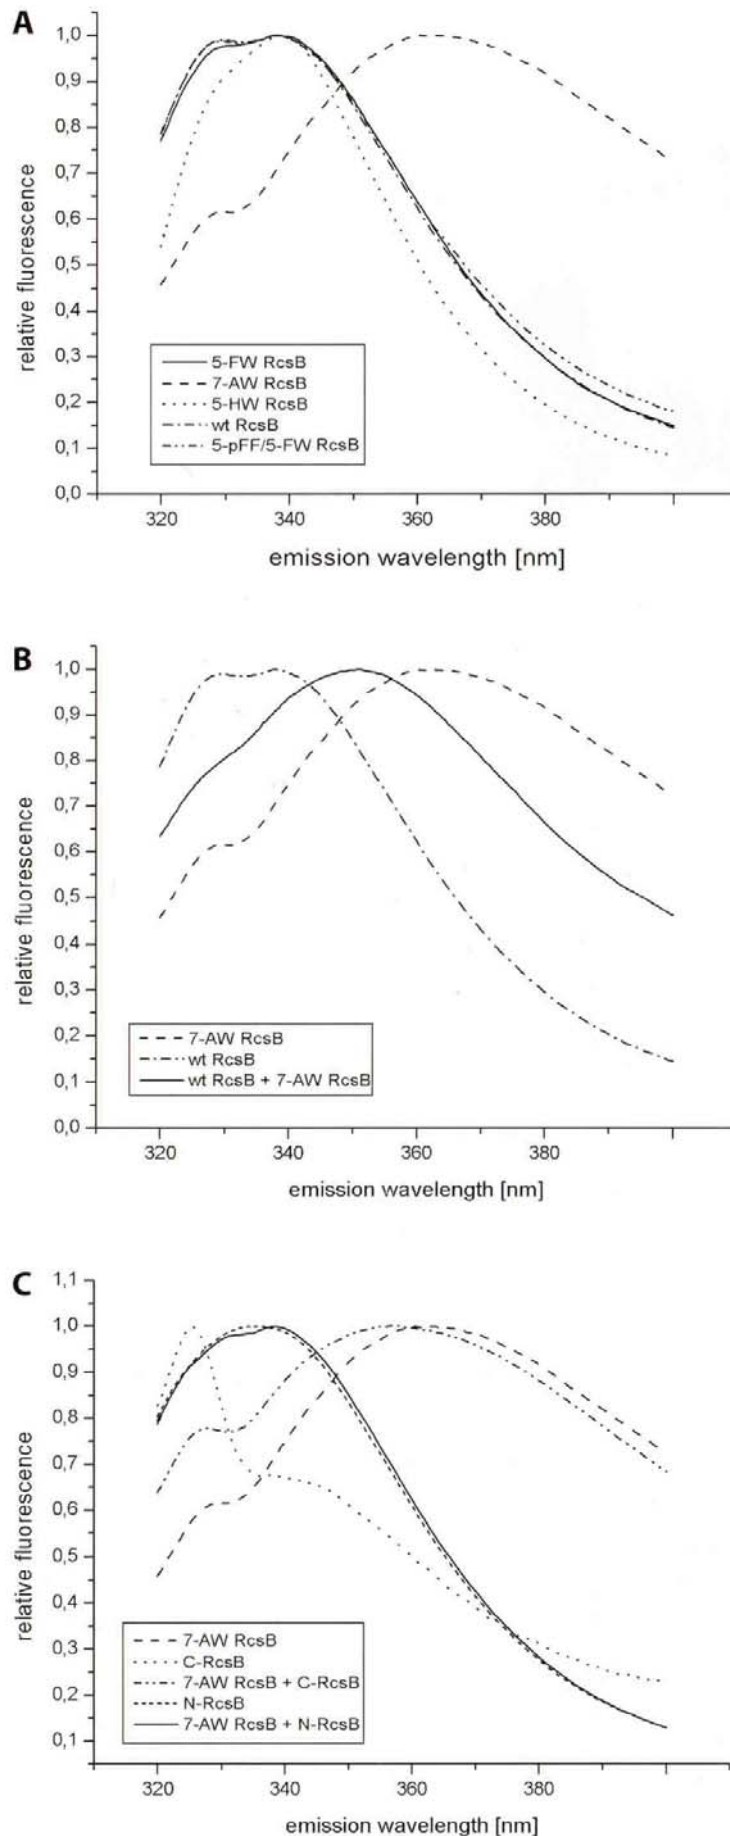 A
1,0
0,9
0,8
0,7
0,6
0,5
0,4
0,3
0,2
0,1
0,0
relative fluorescence
5-FW RcsB
7-AW RcsB
5-HW RcsB
wt RcsB
5-pFF/5-FW RcsB
320
340
360
380
emission wavelength [nm]
B
1,0
0,9
0,8
0,7
0,6
0,5
0,4
0,3
0,2
0,1
0,0
relative fluorescence
7-AW RcsB
wt RcsB
wt RcsB + 7-AW RcsB
320
340
360
380
emission wavelength [nm]
C
1,1
1,0
0,9
0,8
0,7
0,6
0,5
0,4
0,3
0,2
0,1
relative fluorescence
7-AW RcsB
C-RcsB
7-AW RcsB + C-RcsB
N-RcsB
7-AW RcsB + N-RcsB
320
340
360
380
emission wavelength [nm]